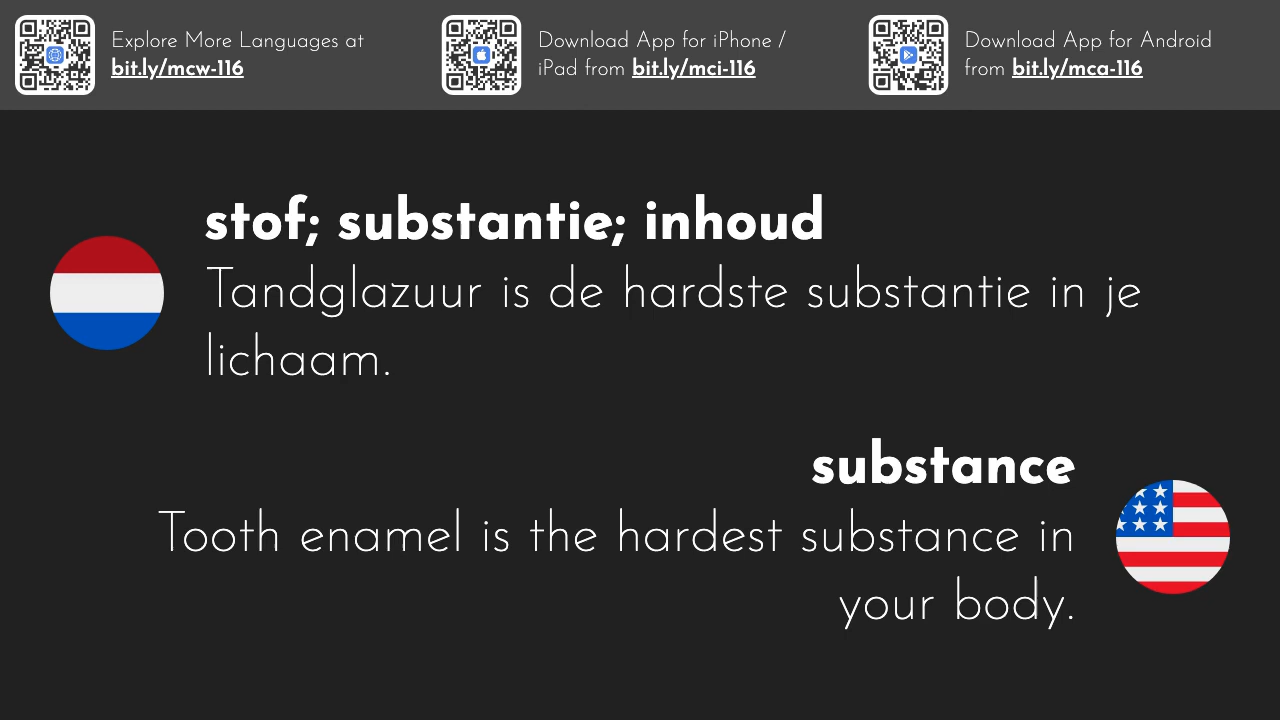 Explore More Languages at
bit.ly/mcw-116
Download App for iPhone /
iPad from bit.ly/mci-116
Download App for Android
from bit.ly/mca-116
stof; substantie; inhoud
Tandglazuur is de hardste substantie in je
lichaam.
substance
Tooth enamel is the hardest substance in
your body.